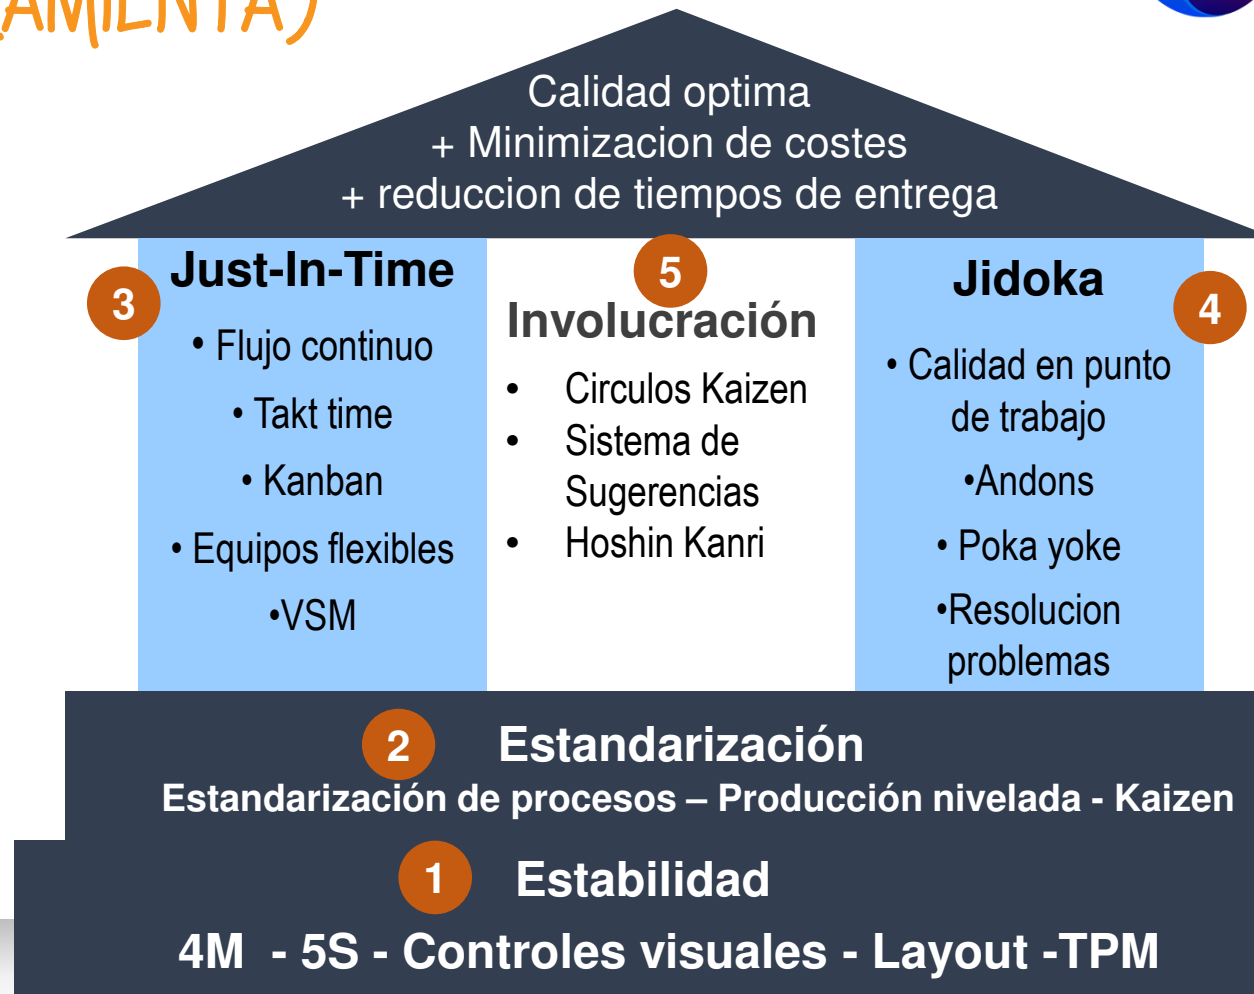 AMIENTA)
Calidad optima
+ Minimizacion de costes
+ reduccion de tiempos de entrega
3
Just-In-Time
• Flujo continuo
• Takt time
• Kanban
• Equipos flexibles
•VSM
5
Involucración
• Circulos Kaizen
• Sistema de
Sugerencias
• Hoshin Kanri
4
Jidoka
• Calidad en punto
de trabajo
•Andons
• Poka yoke
•Resolucion
problemas
2 Estandarización
Estandarización de procesos – Producción nivelada - Kaizen
1 Estabilidad
4M - 5S - Controles visuales - Layout -TPM